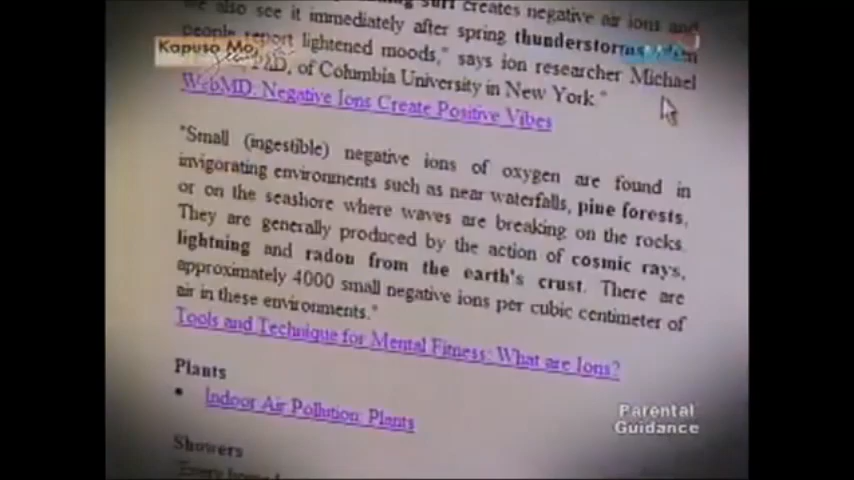 surf creates negative air ions and
we also see it immediately after spring thunderstorms when
people report lightened moods," says ion researcher Michael
PhD, of Columbia University in New York."
WebMD: Negative Ions Create Positive Vibes
"Small (ingestible) negative ions of oxygen are found in
invigorating environments such as near waterfalls, pine forests,
or on the seashore where waves are breaking on the rocks.
They are generally produced by the action of cosmic rays,
lightning and radon from the earth's crust. There are
approximately 4000 small negative ions per cubic centimeter of
air in these environments."
Tools and Technique for Mental Fitness: What are Ions?
Plants
• Indoor Air Pollution: Plants
Showers
"Every home
Kapuso Mo,
Parental
Guidance